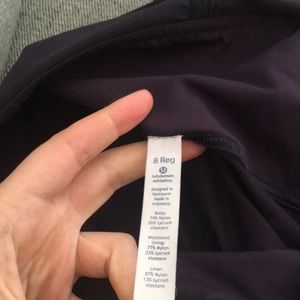 8 Reg
lululemon
athletica
Designed in
Vancouver
made in
Indonesia
Body:
74% Nylon
26% Lycra®
elastane
Waistband
Lining:
77% Nylon
23% Lycra®
elastane
Liner:
87% Nylon
13% Lycra®
elastane